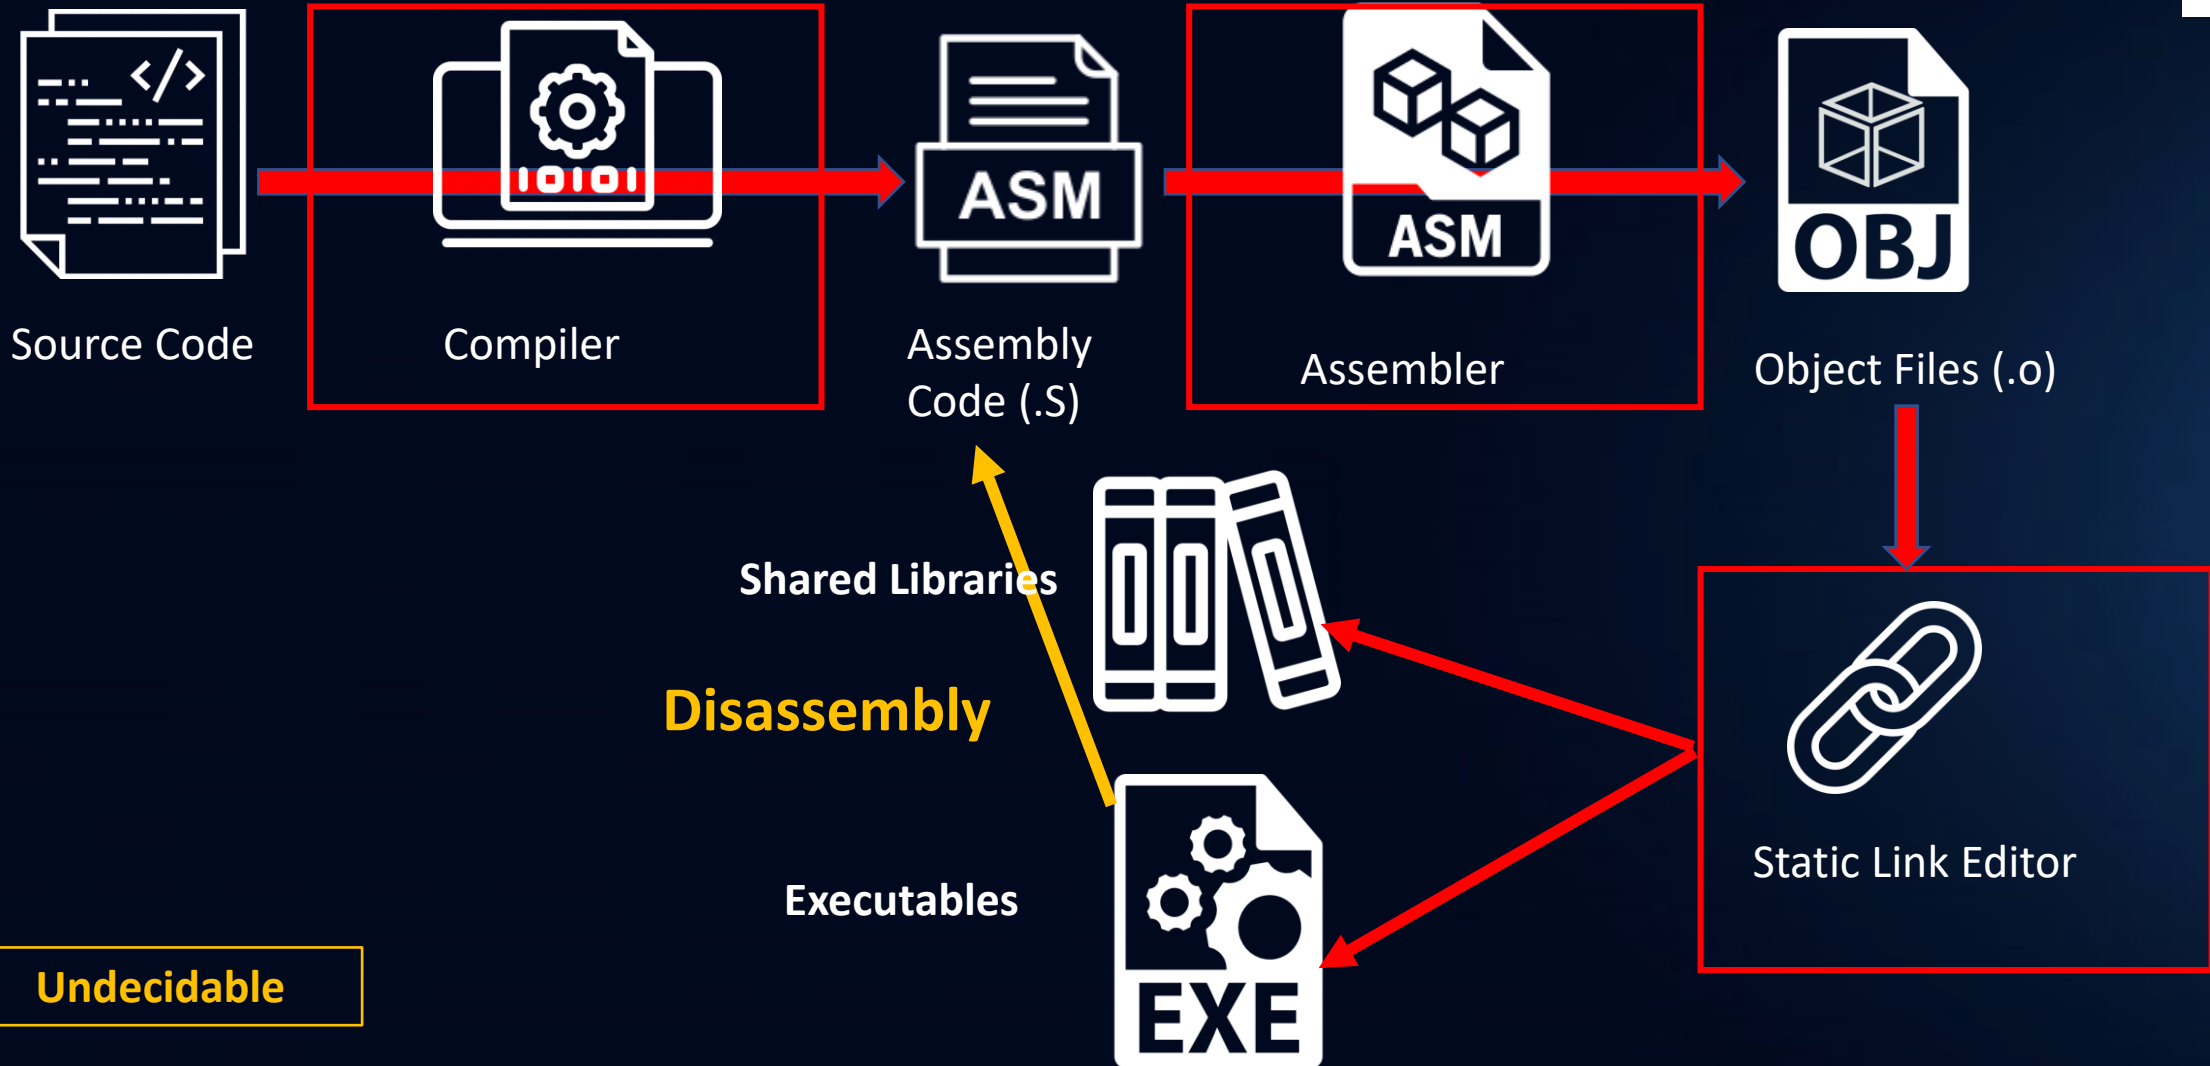 </>
10101
ASM
ASM
OBJ
Source Code
Compiler
Assembly
Code (.S)
Assembler
Object Files (.o)
Shared Libraries
Disassembly
Static Link Editor
Executables
Undecidable
EXE